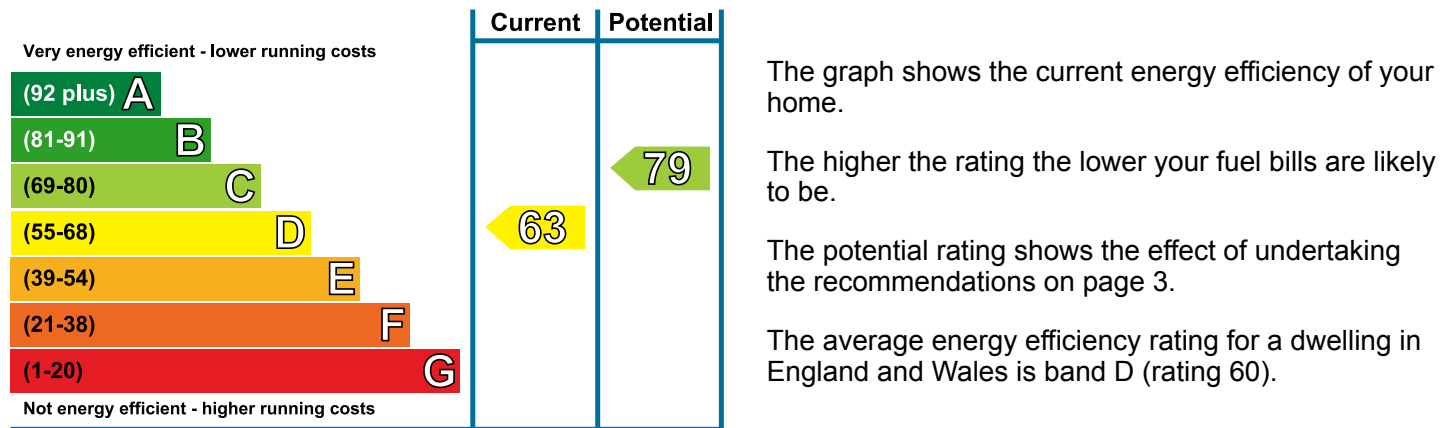 Current Potential
Very energy efficient - lower running costs
(92 plus) A
(81-91) B
(69-80) C
(55-68) D
(39-54) E
(21-38) F
(1-20) G
Not energy efficient - higher running costs
63
79
The graph shows the current energy efficiency of your
home.
The higher the rating the lower your fuel bills are likely
to be.
The potential rating shows the effect of undertaking
the recommendations on page 3.
The average energy efficiency rating for a dwelling in
England and Wales is band D (rating 60).